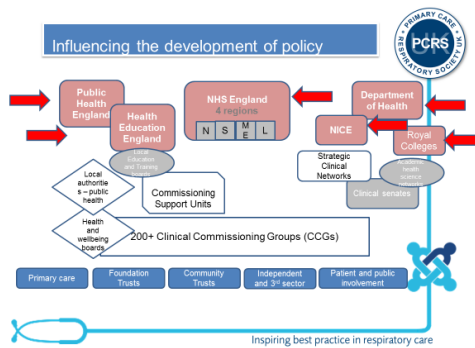 Influencing the development of policy
PRIMARY CARE
RESPIRATORY SOCIETY UK
PCRS
UK
Public
Health
England
Health
Education
England
NHS England
4 regions
N S M E L
Department
of Health
NICE
Royal
Colleges
Local
Education
and Training
boards
Strategic
Clinical
Networks
Academic
health
science
networks
Clinical senates
Local
authoritie
s – public
health
Commissioning
Support Units
Health and
wellbeing
boards
200+ Clinical Commissioning Groups (CCGs)
Primary care
Foundation
Trusts
Community
Trusts
Independent
and 3rd sector
Patient and public
involvement
Inspiring best practice in respiratory care